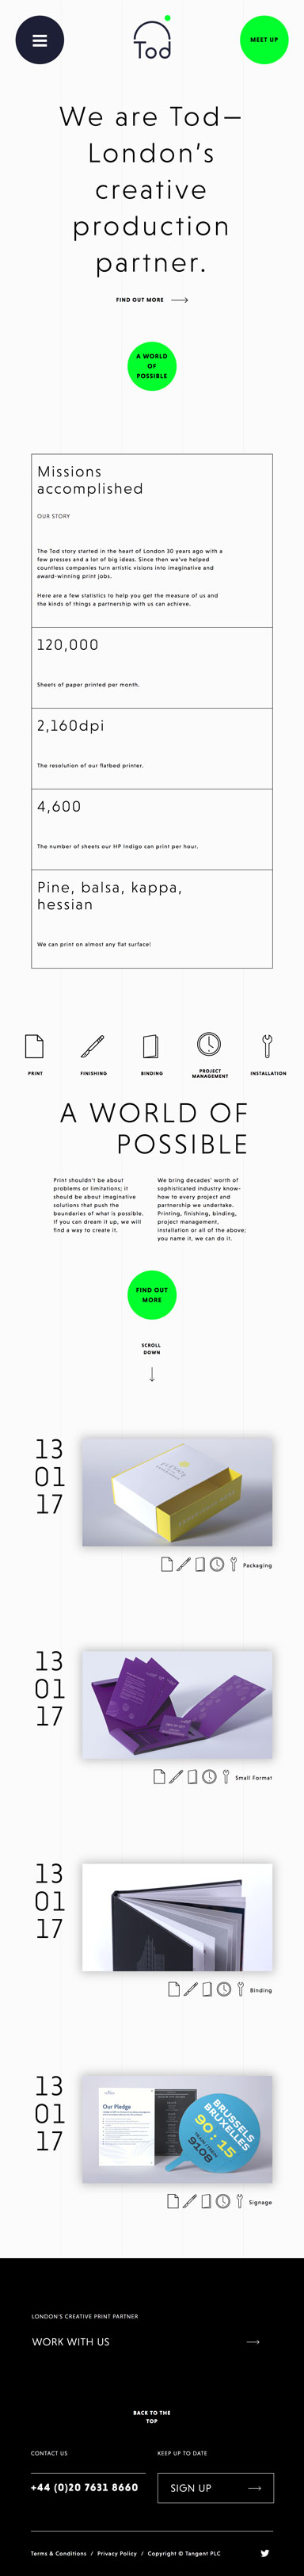 Tod
MEET UP
We are Tod—
London's
creative
production
partner.
FIND OUT MORE
A WORLD
OF
POSSIBLE
Missions
accomplished
OUR STORY
The Tod story started in the heart of London 30 years ago with a
few presses and a lot of big ideas. Since then we've helped
countless companies turn artistic visions into imaginative and
award-winning print jobs.
Here are a few statistics to help you get the measure of us and
the kinds of things a partnership with us can achieve.
120,000
Sheets of paper printed per month.
2,160dpi
The resolution of our flatbed printer.
4,600
The number of sheets our HP Indigo can print per hour.
Pine, balsa, kappa,
hessian
We can print on almost any flat surface!
PRINT
FINISHING
BINDING
PROJECT
MANAGEMENT
INSTALLATION
A WORLD OF
POSSIBLE
Print shouldn't be about
problems or limitations; it
should be about imaginative
solutions that push the
boundaries of what is possible.
If you can dream it up, we will
find a way to create it.
We bring decades' worth of
sophisticated industry know-
how to every project and
partnership we undertake.
Printing, finishing, binding,
project management,
installation or all of the above;
you name it, we can do it.
FIND OUT
MORE
SCROLL
DOWN
13
01
17
Packaging
13
01
17
Small Format
13
01
17
Binding
13
01
17
Our Pledge
BRUSSELS
BRUXELLES
90:15
9108
Signage
LONDON'S CREATIVE PRINT PARTNER
WORK WITH US
BACK TO THE
TOP
CONTACT US
+44 (0)20 7631 8660
KEEP UP TO DATE
SIGN UP
Terms & Conditions / Privacy Policy / Copyright © Tangent PLC